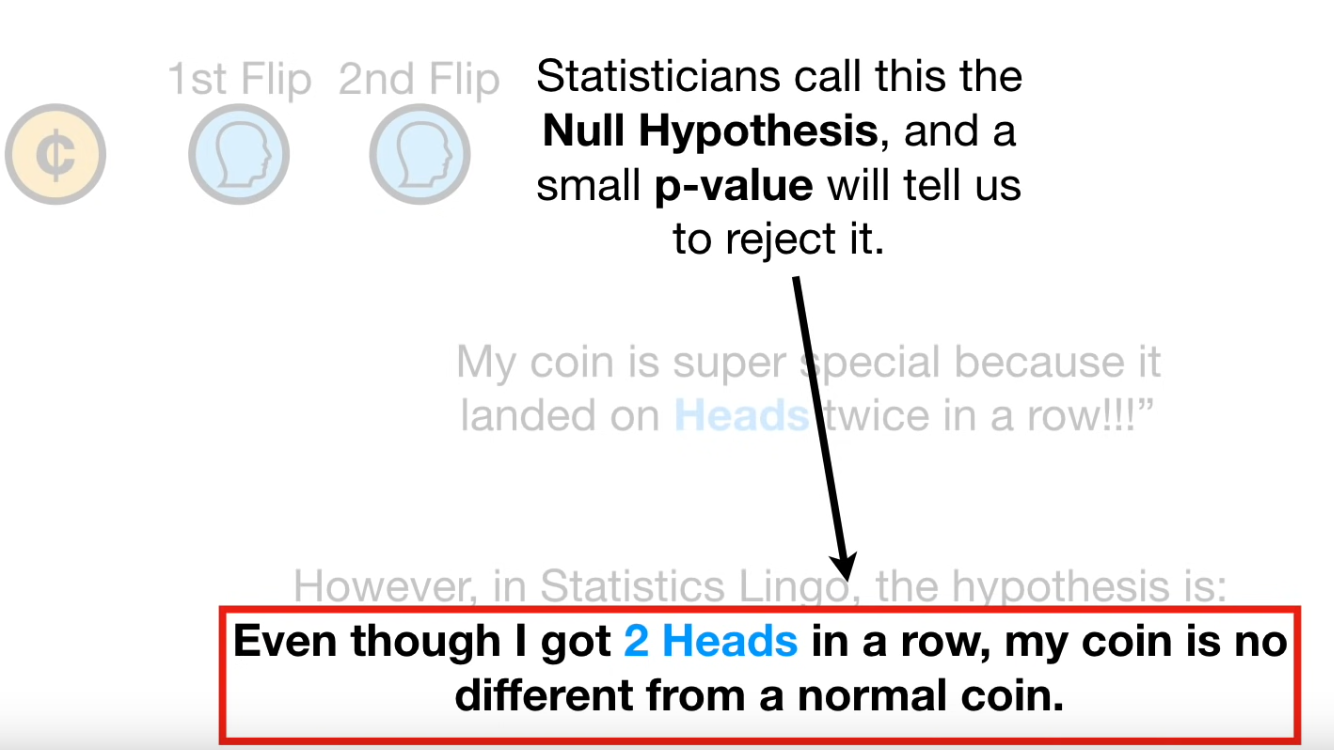 1st Flip 2nd Flip
¢
Statisticians call this the
Null Hypothesis, and a
small p-value will tell us
to reject it.
My coin is super special because it
landed on Heads twice in a row!!!”
However, in Statistics Lingo, the hypothesis is:
Even though I got 2 Heads in a row, my coin is no
different from a normal coin.